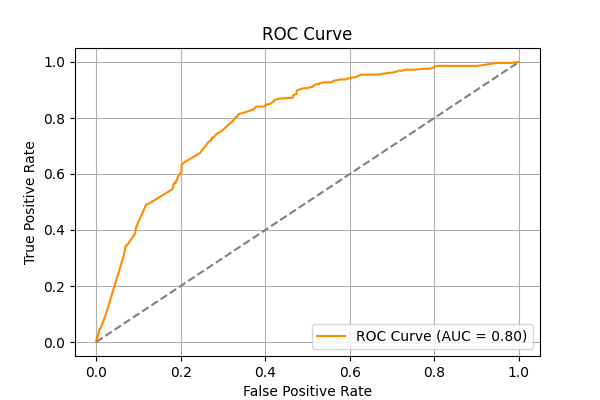 ROC Curve
True Positive Rate
1.0
0.8
0.6
0.4
0.2
0.0
ROC Curve (AUC = 0.80)
0.0 0.2 0.4 0.6 0.8 1.0
False Positive Rate